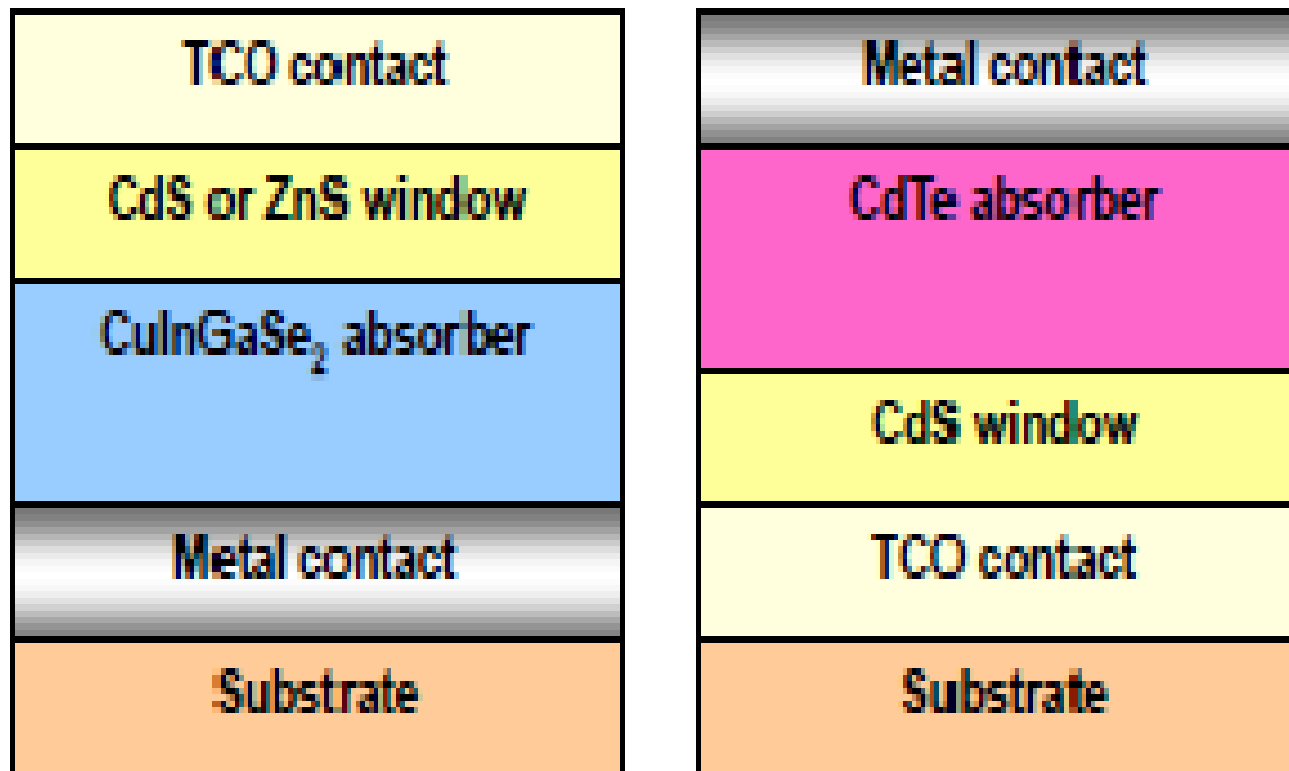 TCO contact
CdS or ZnS window
CuInGaSe₂ absorber
Metal contact
Substrate
Metal contact
CdTe absorber
CdS window
TCO contact
Substrate